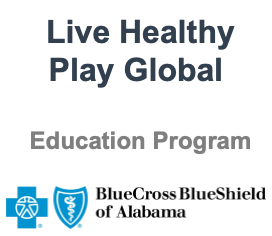 Live Healthy
Play Global
Education Program
BlueCross BlueShield
of Alabama